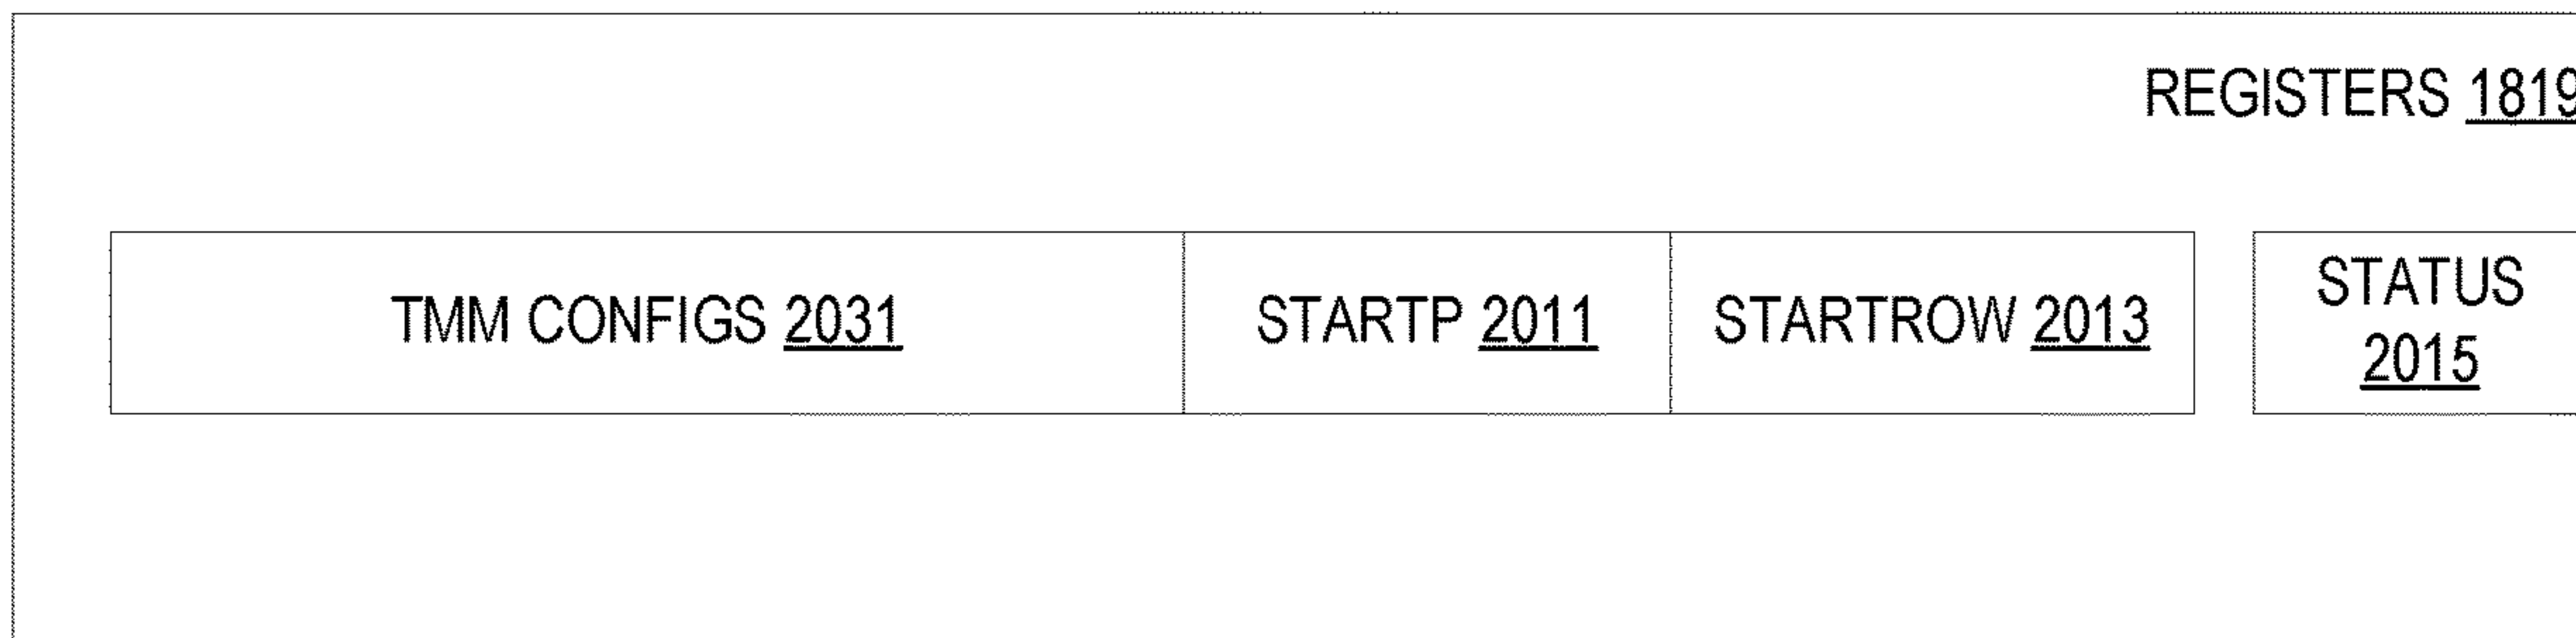 REGISTERS 1819
TMM CONFIGS 2031
STARTP 2011
STARTROW 2013
STATUS
2015